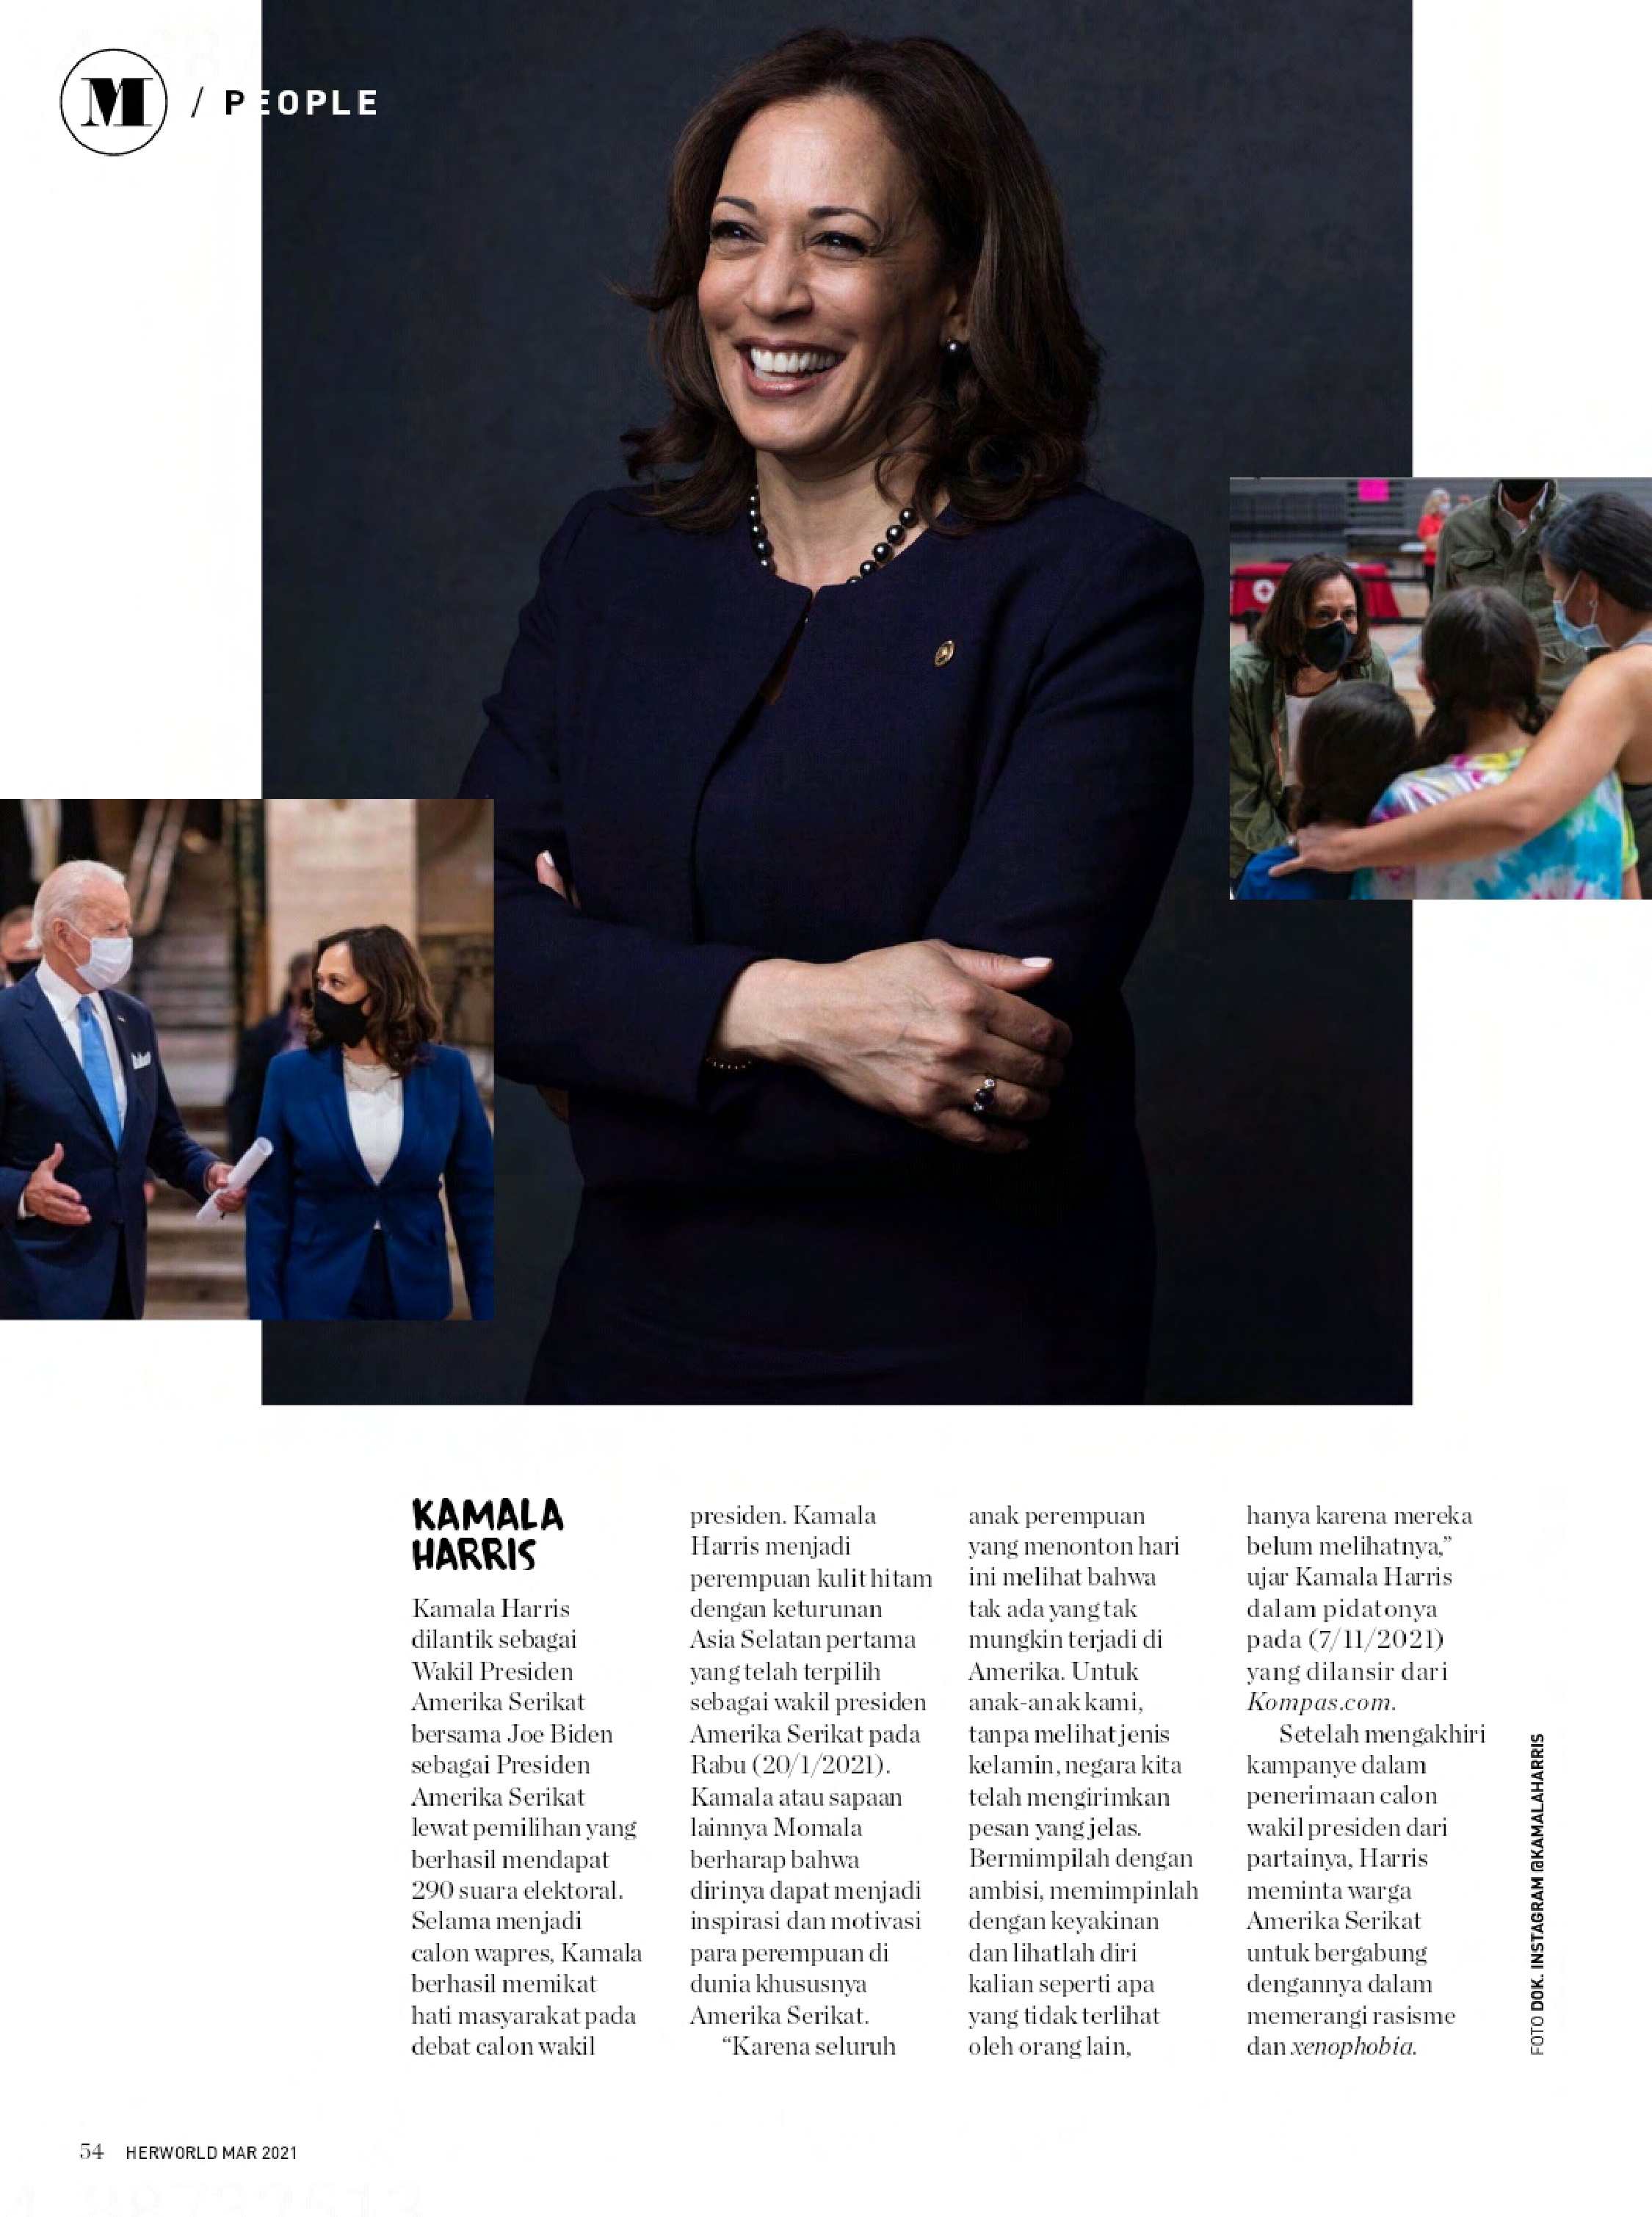 M / PEOPLE
KAMALA
HARRIS
Kamala Harris
dilantik sebagai
Wakil Presiden
Amerika Serikat
bersama Joe Biden
sebagai Presiden
Amerika Serikat
lewat pemilihan yang
berhasil mendapat
290 suara elektoral.
Selama menjadi
calon wapres, Kamala
berhasil memikat
hati masyarakat pada
debat calon wakil
presiden. Kamala
Harris menjadi
perempuan kulit hitam
dengan keturunan
Asia Selatan pertama
yang telah terpilih
sebagai wakil presiden
Amerika Serikat pada
Rabu (20/1/2021).
Kamala atau sapaan
lainnya Momala
berharap bahwa
dirinya dapat menjadi
inspirasi dan motivasi
para perempuan di
dunia khususnya
Amerika Serikat.
“Karena seluruh
anak perempuan
yang menonton hari
ini melihat bahwa
tak ada yang tak
mungkin terjadi di
Amerika. Untuk
anak-anak kami,
tanpa melihat jenis
kelamin, negara kita
telah mengirimkan
pesan yang jelas.
Bermimpilah dengan
ambisi, memimpinlah
dengan keyakinan
dan lihatlah diri
kalian seperti apa
yang tidak terlihat
oleh orang lain,
hanya karena mereka
belum melihatnya,”
ujar Kamala Harris
dalam pidatonya
pada (7/11/2021)
yang dilansir dari
Kompas.com.
Setelah mengakhiri
kampanye dalam
penerimaan calon
wakil presiden dari
partainya, Harris
meminta warga
Amerika Serikat
untuk bergabung
dengannya dalam
memerangi rasisme
dan xenophobia.
FOTO DOK. INSTAGRAM @KAMALAHARRIS
54 HERWORLD MAR 2021